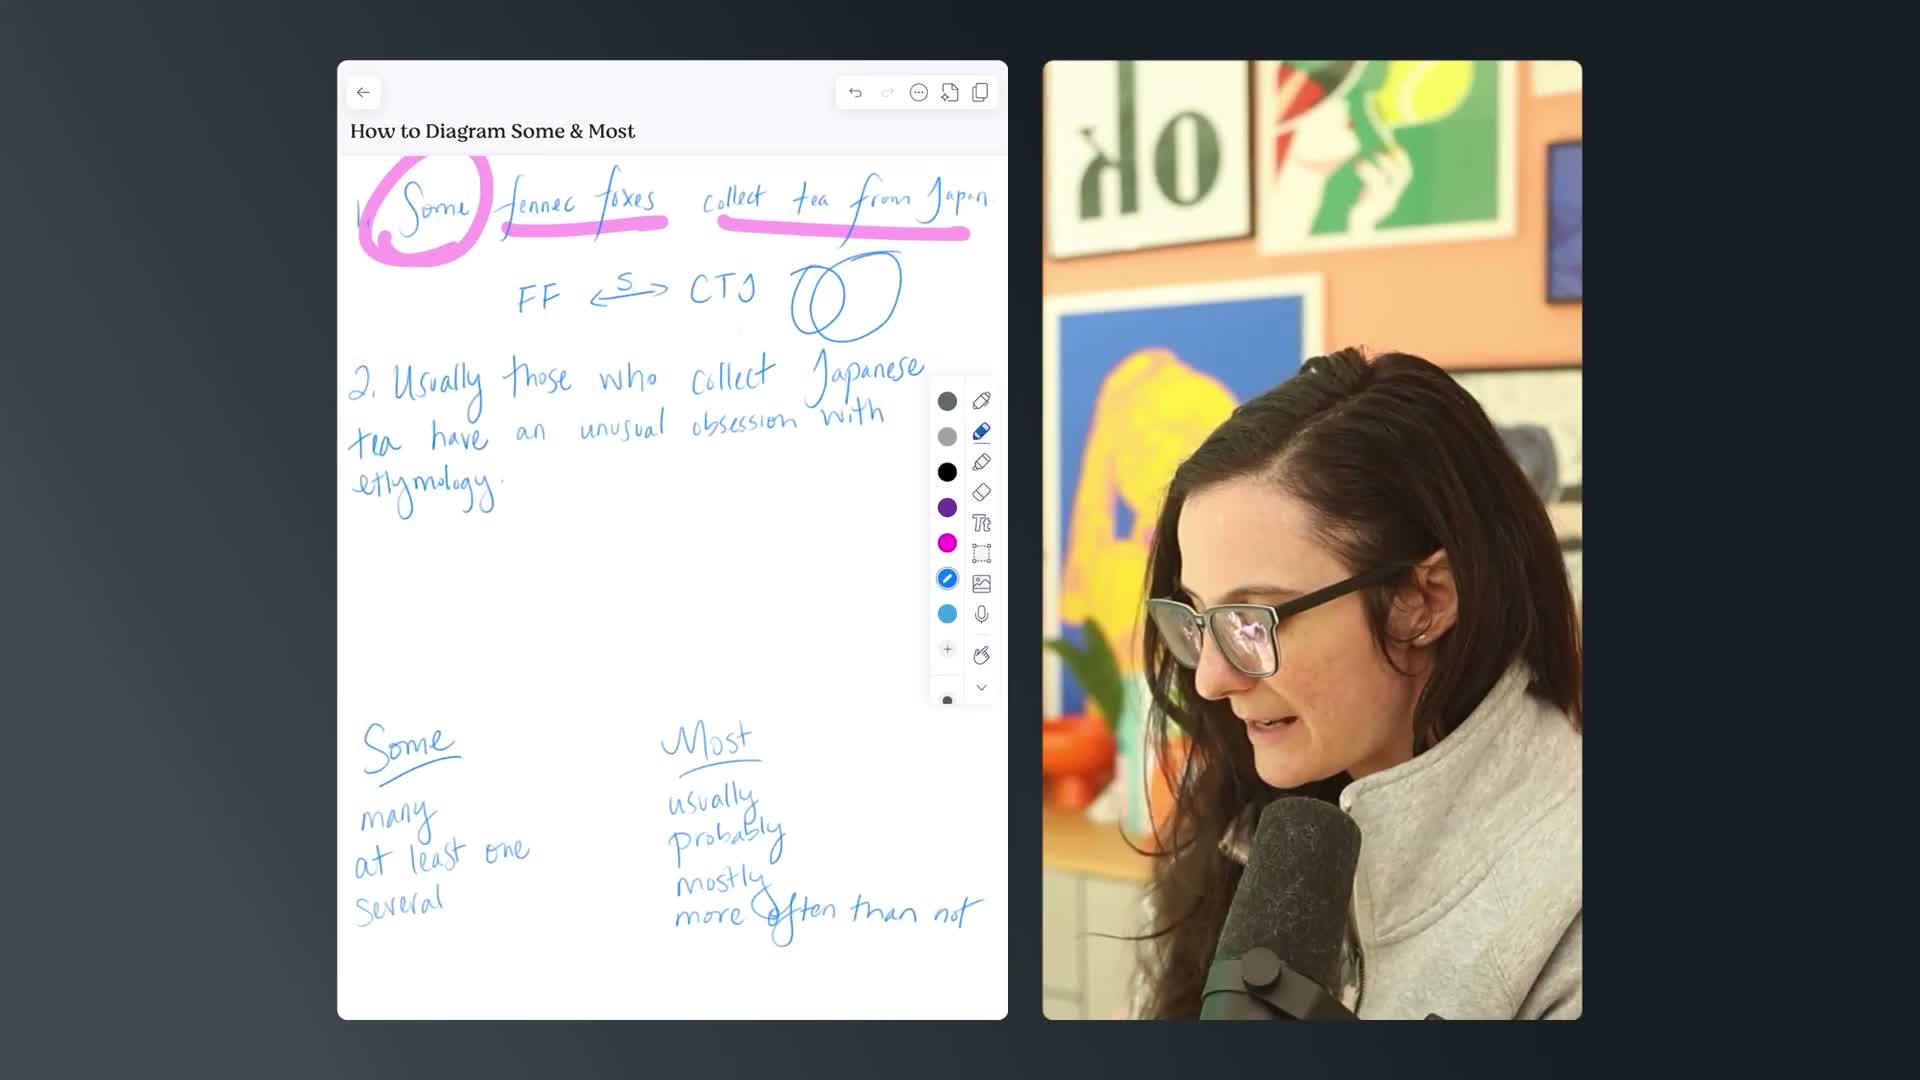 How to Diagram Some & Most
1. Some fennec foxes collect tea from Japan.
FF S CTJ
2. Usually those who collect Japanese
tea have an unusual obsession with
etlymology.
Tt
Some
many
at least one
several
Most
usually
probably
mostly
more often than not